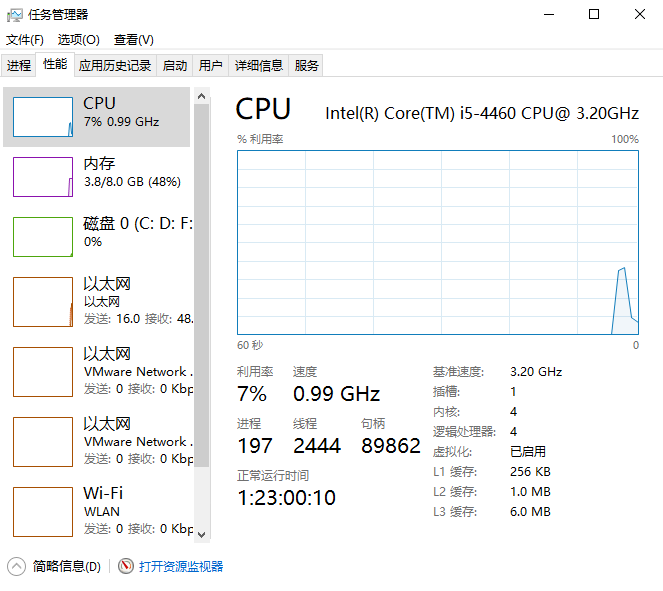 任务管理器
文件(F) 选项(O) 查看(V)
进程 性能 应用历史记录 启动 用户 详细信息 服务
CPU
7% 0.99 GHz
内存
3.8/8.0 GB (48%)
磁盘 0 (C: D: F:
0%
以太网
以太网
发送: 16.0 接收: 48.
以太网
VMware Network .
发送: 0 接收: 0 Kbp
以太网
VMware Network .
发送: 0 接收: 0 Kbp
Wi-Fi
WLAN
发送: 0 接收: 0 Kbp
CPU Intel(R) Core(TM) i5-4460 CPU@ 3.20GHz
% 利用率 100%
60 秒 0
利用率 速度
7% 0.99 GHz
进程 线程 句柄
197 2444 89862
正常运行时间
1:23:00:10
基准速度: 3.20 GHz
插槽: 1
内核: 4
逻辑处理器: 4
虚拟化: 已启用
L1 缓存: 256 KB
L2 缓存: 1.0 MB
L3 缓存: 6.0 MB
简略信息(D) 打开资源监视器